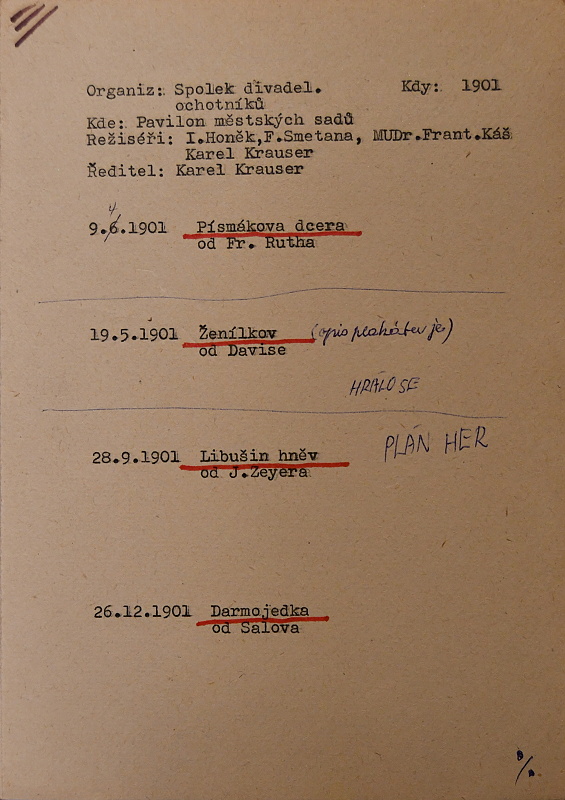 Organiz: Spolek divadel. Kdy: 1901
ochotníků
Kde: Pavilon městských sadů
Režiséři: I.Honěk,F.Smetana, MUDr.Frant.Káš
Karel Krauser
Ředitel: Karel Krauser
4
9.6.1901 Písmákova dcera
od Fr. Rutha
19.5.1901 Ženílkov (opis plakátu je)
od Davise
HRÁLO SE
28.9.1901 Libušin hněv PLÁN HER
od J.Zeyera
26.12.1901 Darmojedka
od Salova